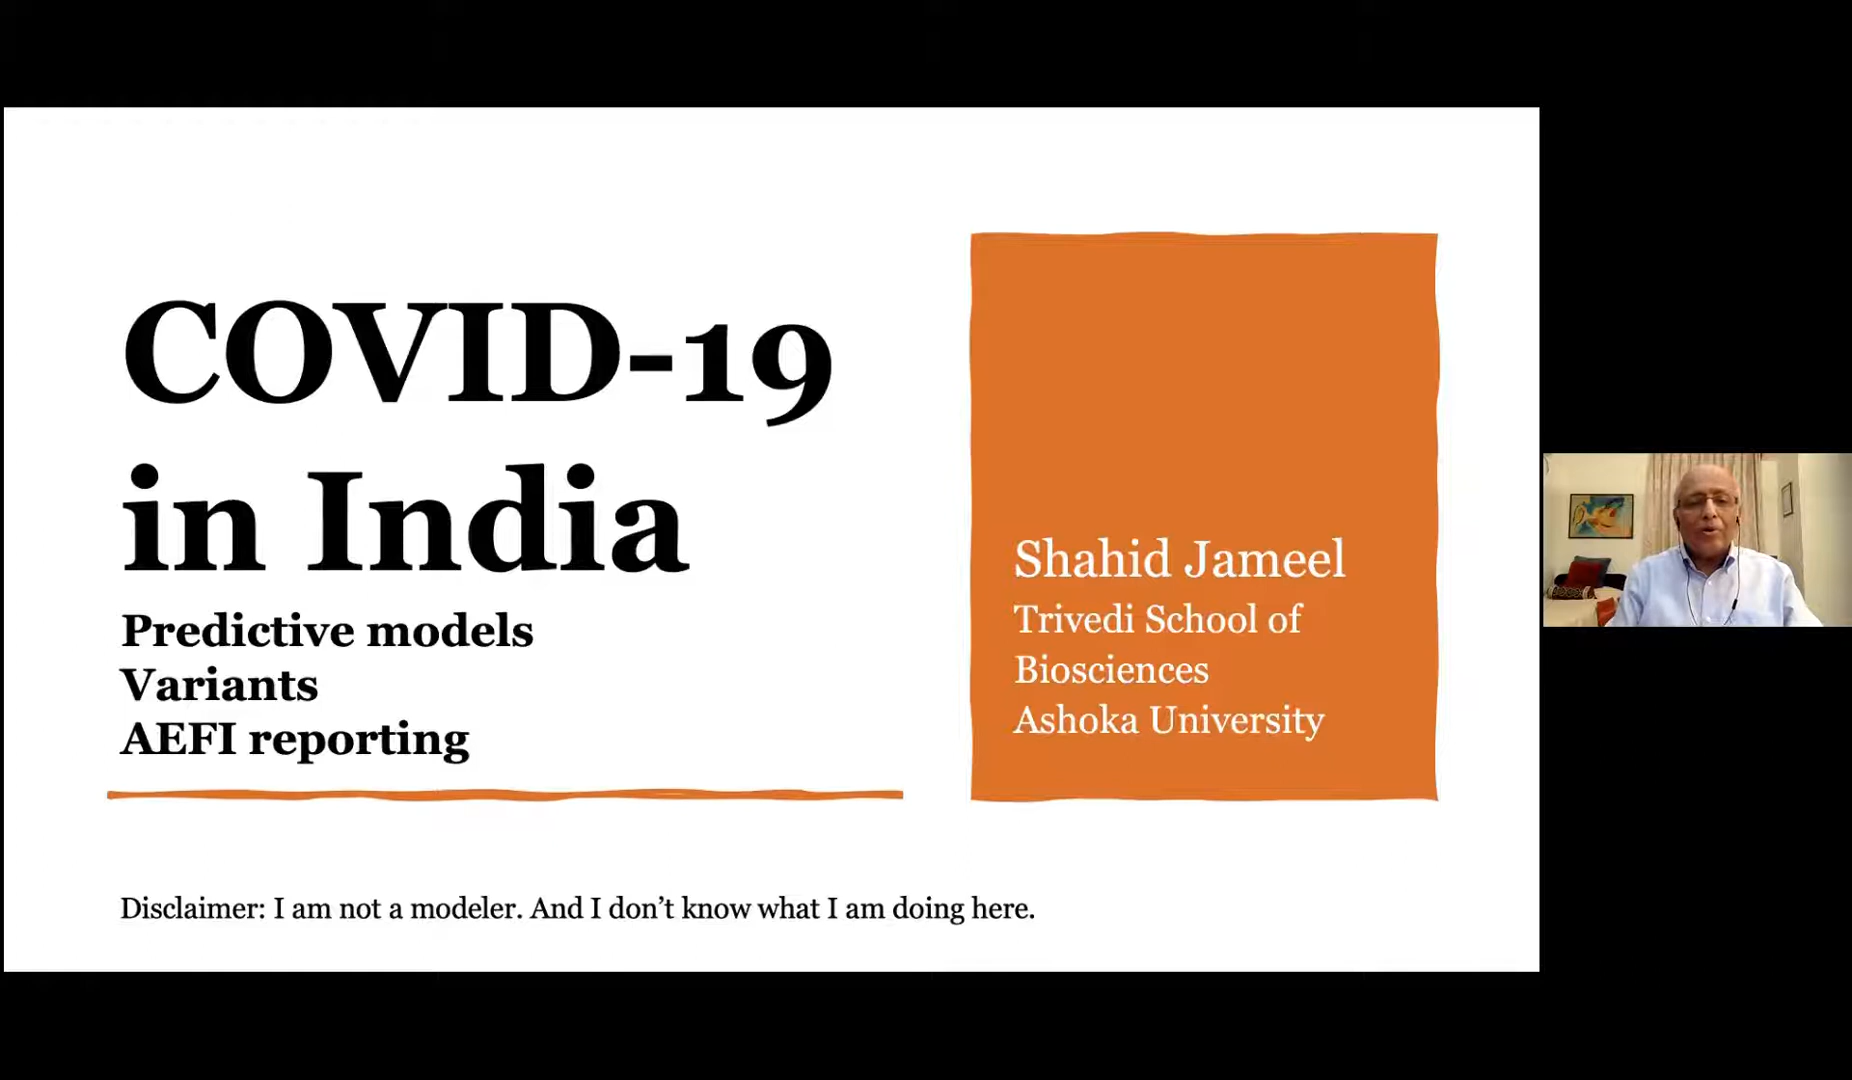 COVID-19
in India
Predictive models
Variants
AEFI reporting
Shahid Jameel
Trivedi School of
Biosciences
Ashoka University
Disclaimer: I am not a modeler. And I don’t know what I am doing here.